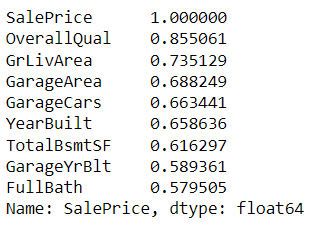 SalePrice 1.000000
OverallQual 0.855061
GrLivArea 0.735129
GarageArea 0.688249
GarageCars 0.663441
YearBuilt 0.658636
TotalBsmtSF 0.616297
GarageYrBlt 0.589361
FullBath 0.579505
Name: SalePrice, dtype: float64